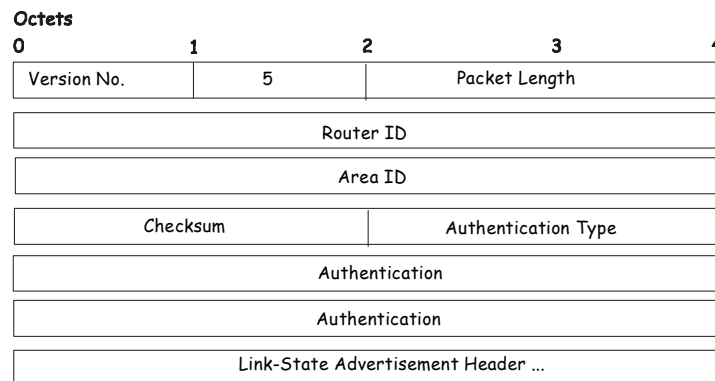 Octets
0 1 2 3 4
Version No. 5 Packet Length
Router ID
Area ID
Checksum Authentication Type
Authentication
Authentication
Link-State Advertisement Header ...